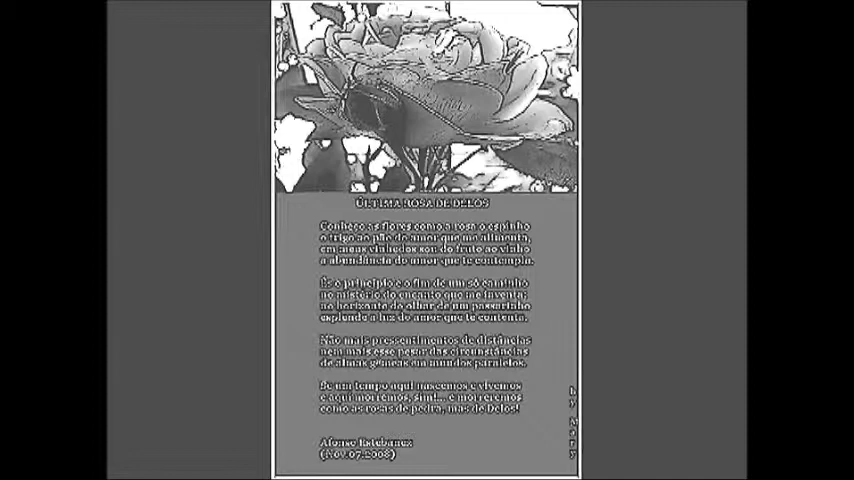 ÚLTIMA ROSA DE DELOS
Conheço as flores como a rosa o espinho
o trigo ao pão do amor que me alimenta,
em meus vinhedos sou do fruto ao vinho
a abundância do amor que te contempla.
És o princípio e o fim de um só caminho
no mistério do encanto que me inventa;
no horizonte do olhar de um passarinho
esplende a luz do amor que te contenta.
Não mais pressentimentos de distâncias
nem mais esse pesar das circunstâncias
de almas gêmeas em mundos paralelos.
Se um tempo aqui nascemos e vivemos
e aqui morremos, sim!... e morreremos
como as rosas de pedra, mas de Delos!
Afonso Estebanez
(Nov.07.2008)
by Mary